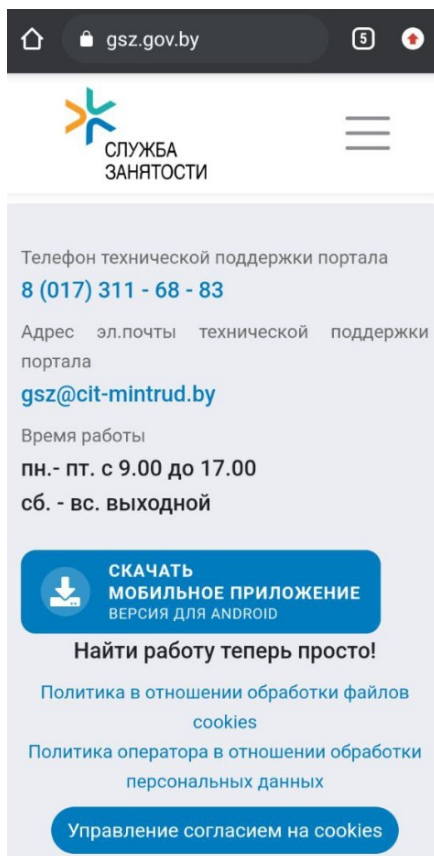 gsz.gov.by
5
СЛУЖБА
ЗАНЯТОСТИ
Телефон технической поддержки портала
8 (017) 311 - 68 - 83
Адрес эл.почты технической поддержки
портала
gsz@cit-mintrud.by
Время работы
пн.- пт. с 9.00 до 17.00
сб. - вс. выходной
СКАЧАТЬ
МОБИЛЬНОЕ ПРИЛОЖЕНИЕ
ВЕРСИЯ ДЛЯ ANDROID
Найти работу теперь просто!
Политика в отношении обработки файлов
cookies
Политика оператора в отношении обработки
персональных данных
Управление согласием на cookies